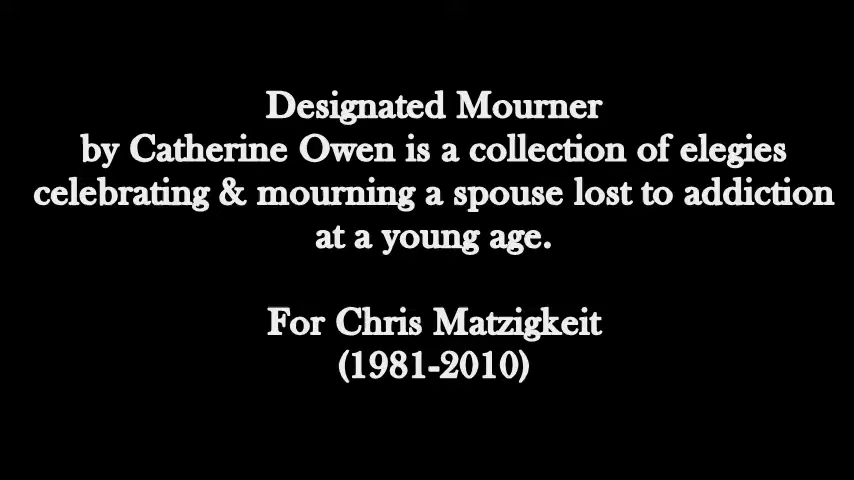 Designated Mourner
by Catherine Owen is a collection of elegies
celebrating & mourning a spouse lost to addiction
at a young age.
For Chris Matzigkeit
(1981-2010)